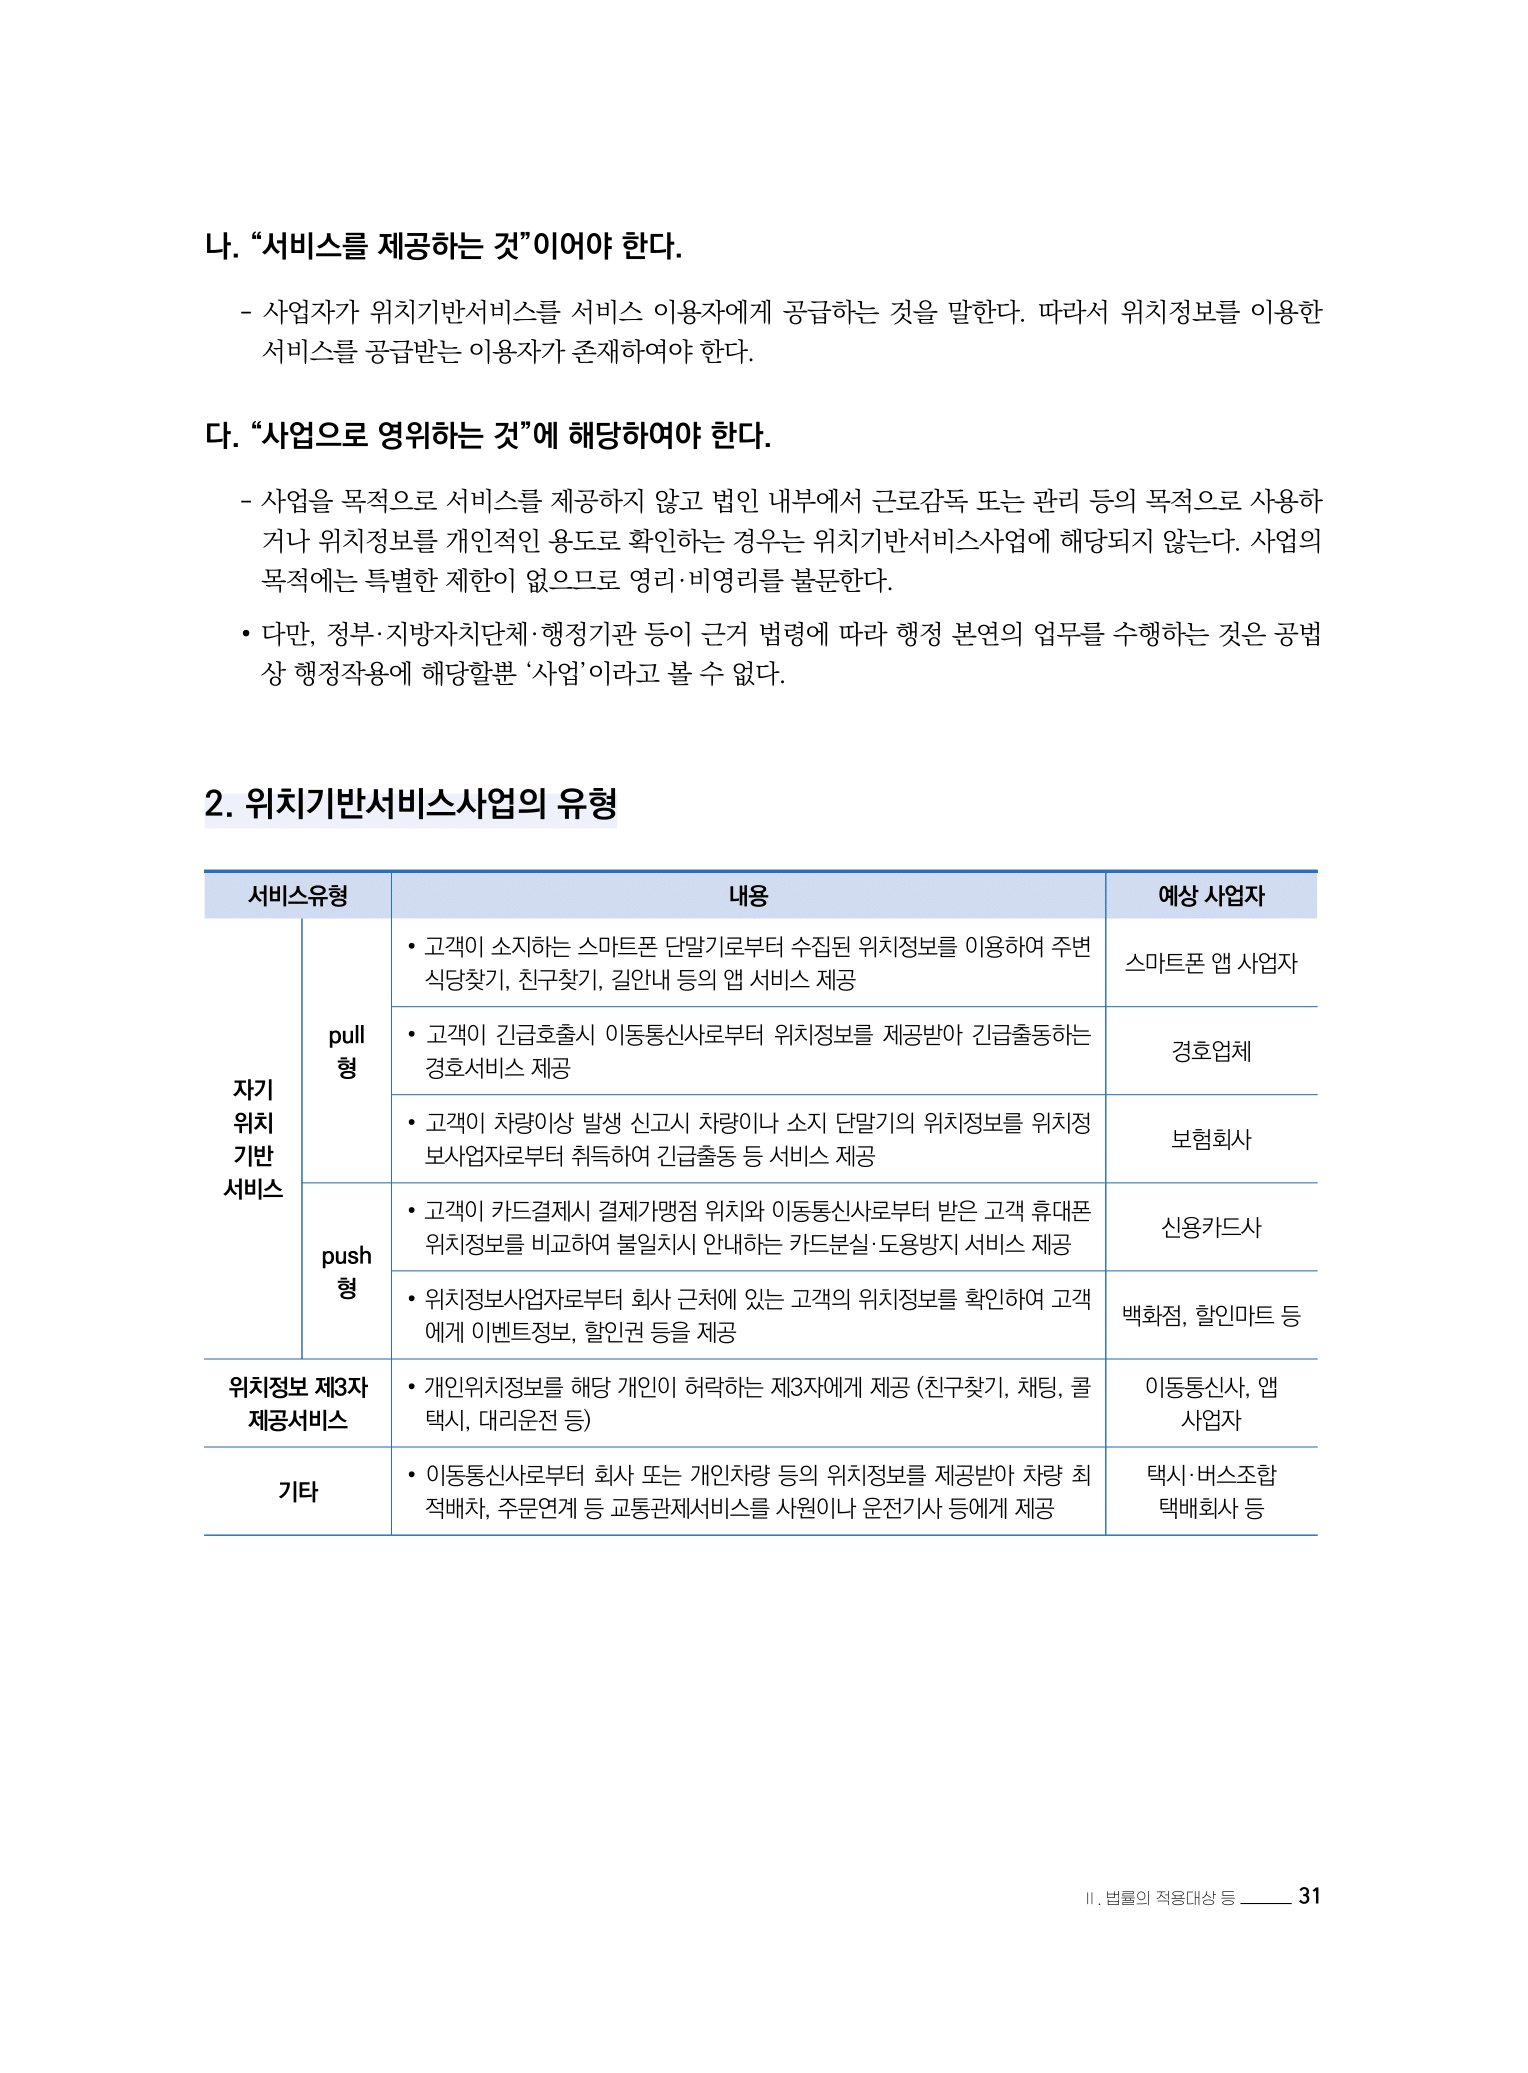 나. “서비스를 제공하는 것”이어야 한다.
– 사업자가 위치기반서비스를 서비스 이용자에게 공급하는 것을 말한다. 따라서 위치정보를 이용한
서비스를 공급받는 이용자가 존재하여야 한다.
다. “사업으로 영위하는 것”에 해당하여야 한다.
– 사업을 목적으로 서비스를 제공하지 않고 법인 내부에서 근로감독 또는 관리 등의 목적으로 사용하
거나 위치정보를 개인적인 용도로 확인하는 경우는 위치기반서비스사업에 해당되지 않는다. 사업의
목적에는 특별한 제한이 없으므로 영리·비영리를 불문한다.
• 다만, 정부·지방자치단체·행정기관 등이 근거 법령에 따라 행정 본연의 업무를 수행하는 것은 공법
상 행정작용에 해당할뿐 ‘사업’이라고 볼 수 없다.
2. 위치기반서비스사업의 유형
서비스유형 내용 예상 사업자
자기
위치
기반
서비스
pull
형
• 고객이 소지하는 스마트폰 단말기로부터 수집된 위치정보를 이용하여 주변
식당찾기, 친구찾기, 길안내 등의 앱 서비스 제공
스마트폰 앱 사업자
• 고객이 긴급호출시 이동통신사로부터 위치정보를 제공받아 긴급출동하는
경호서비스 제공
경호업체
• 고객이 차량이상 발생 신고시 차량이나 소지 단말기의 위치정보를 위치정
보사업자로부터 취득하여 긴급출동 등 서비스 제공
보험회사
push
형
• 고객이 카드결제시 결제가맹점 위치와 이동통신사로부터 받은 고객 휴대폰
위치정보를 비교하여 불일치시 안내하는 카드분실·도용방지 서비스 제공
신용카드사
• 위치정보사업자로부터 회사 근처에 있는 고객의 위치정보를 확인하여 고객
에게 이벤트정보, 할인권 등을 제공
백화점, 할인마트 등
위치정보 제3자
제공서비스
• 개인위치정보를 해당 개인이 허락하는 제3자에게 제공 (친구찾기, 채팅, 콜
택시, 대리운전 등)
이동통신사, 앱
사업자
기타
• 이동통신사로부터 회사 또는 개인차량 등의 위치정보를 제공받아 차량 최
적배차, 주문연계 등 교통관제서비스를 사원이나 운전기사 등에게 제공
택시·버스조합
택배회사 등
Ⅱ. 법률의 적용대상 등 31